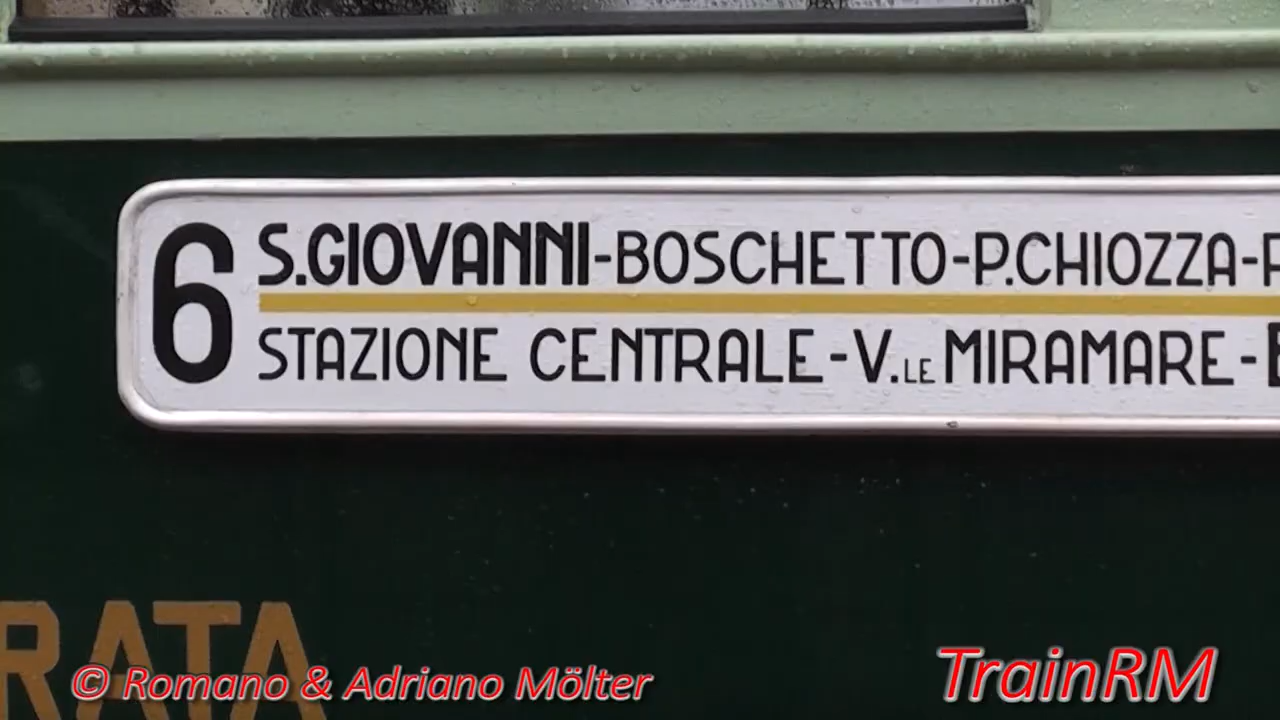 6
S.GIOVANNI-BOSCHETTO-P.CHIOZZA-
STAZIONE CENTRALE-V.LE MIRAMARE-
RATA
© Romano & Adriano Mölter
TrainRM